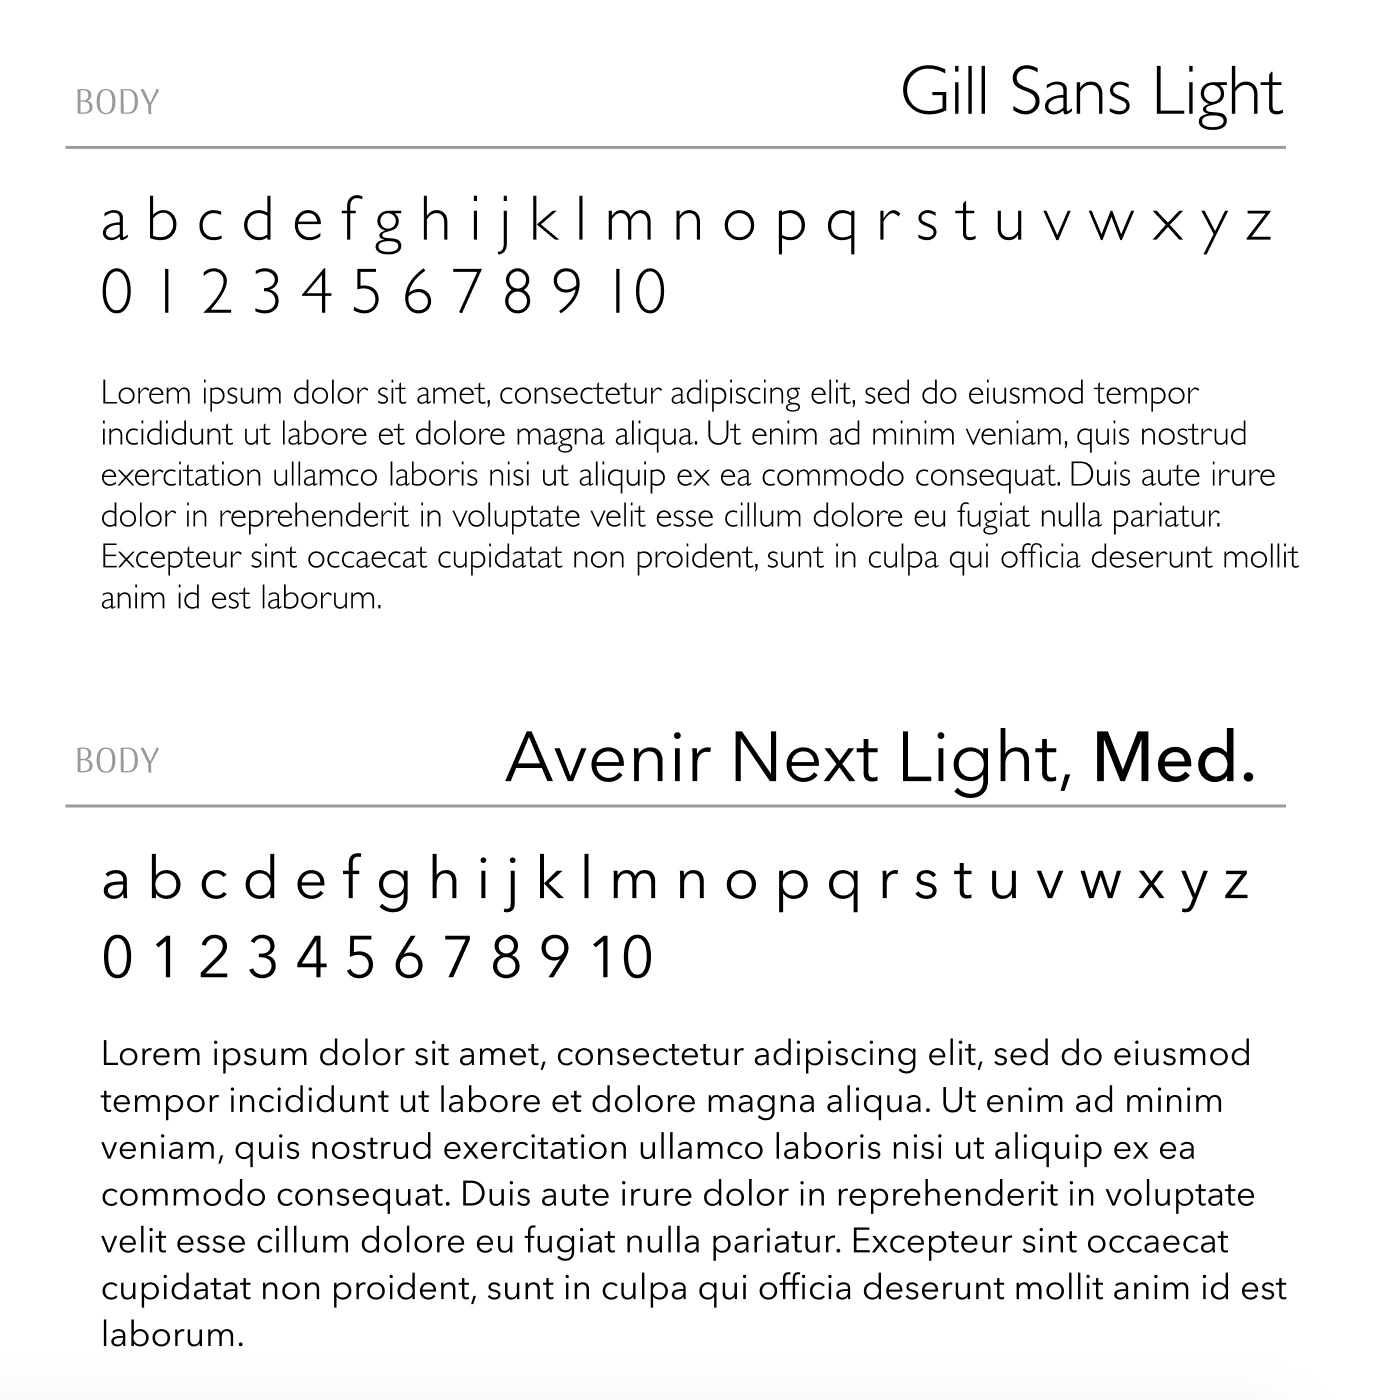 BODY Gill Sans Light
a b c d e f g h i j k l m n o p q r s t u v w x y z
0 1 2 3 4 5 6 7 8 9 10
Lorem ipsum dolor sit amet, consectetur adipiscing elit, sed do eiusmod tempor
incididunt ut labore et dolore magna aliqua. Ut enim ad minim veniam, quis nostrud
exercitation ullamco laboris nisi ut aliquip ex ea commodo consequat. Duis aute irure
dolor in reprehenderit in voluptate velit esse cillum dolore eu fugiat nulla pariatur.
Excepteur sint occaecat cupidatat non proident, sunt in culpa qui officia deserunt mollit
anim id est laborum.
BODY Avenir Next Light, Med.
a b c d e f g h i j k l m n o p q r s t u v w x y z
0 1 2 3 4 5 6 7 8 9 10
Lorem ipsum dolor sit amet, consectetur adipiscing elit, sed do eiusmod
tempor incididunt ut labore et dolore magna aliqua. Ut enim ad minim
veniam, quis nostrud exercitation ullamco laboris nisi ut aliquip ex ea
commodo consequat. Duis aute irure dolor in reprehenderit in voluptate
velit esse cillum dolore eu fugiat nulla pariatur. Excepteur sint occaecat
cupidatat non proident, sunt in culpa qui officia deserunt mollit anim id est
laborum.